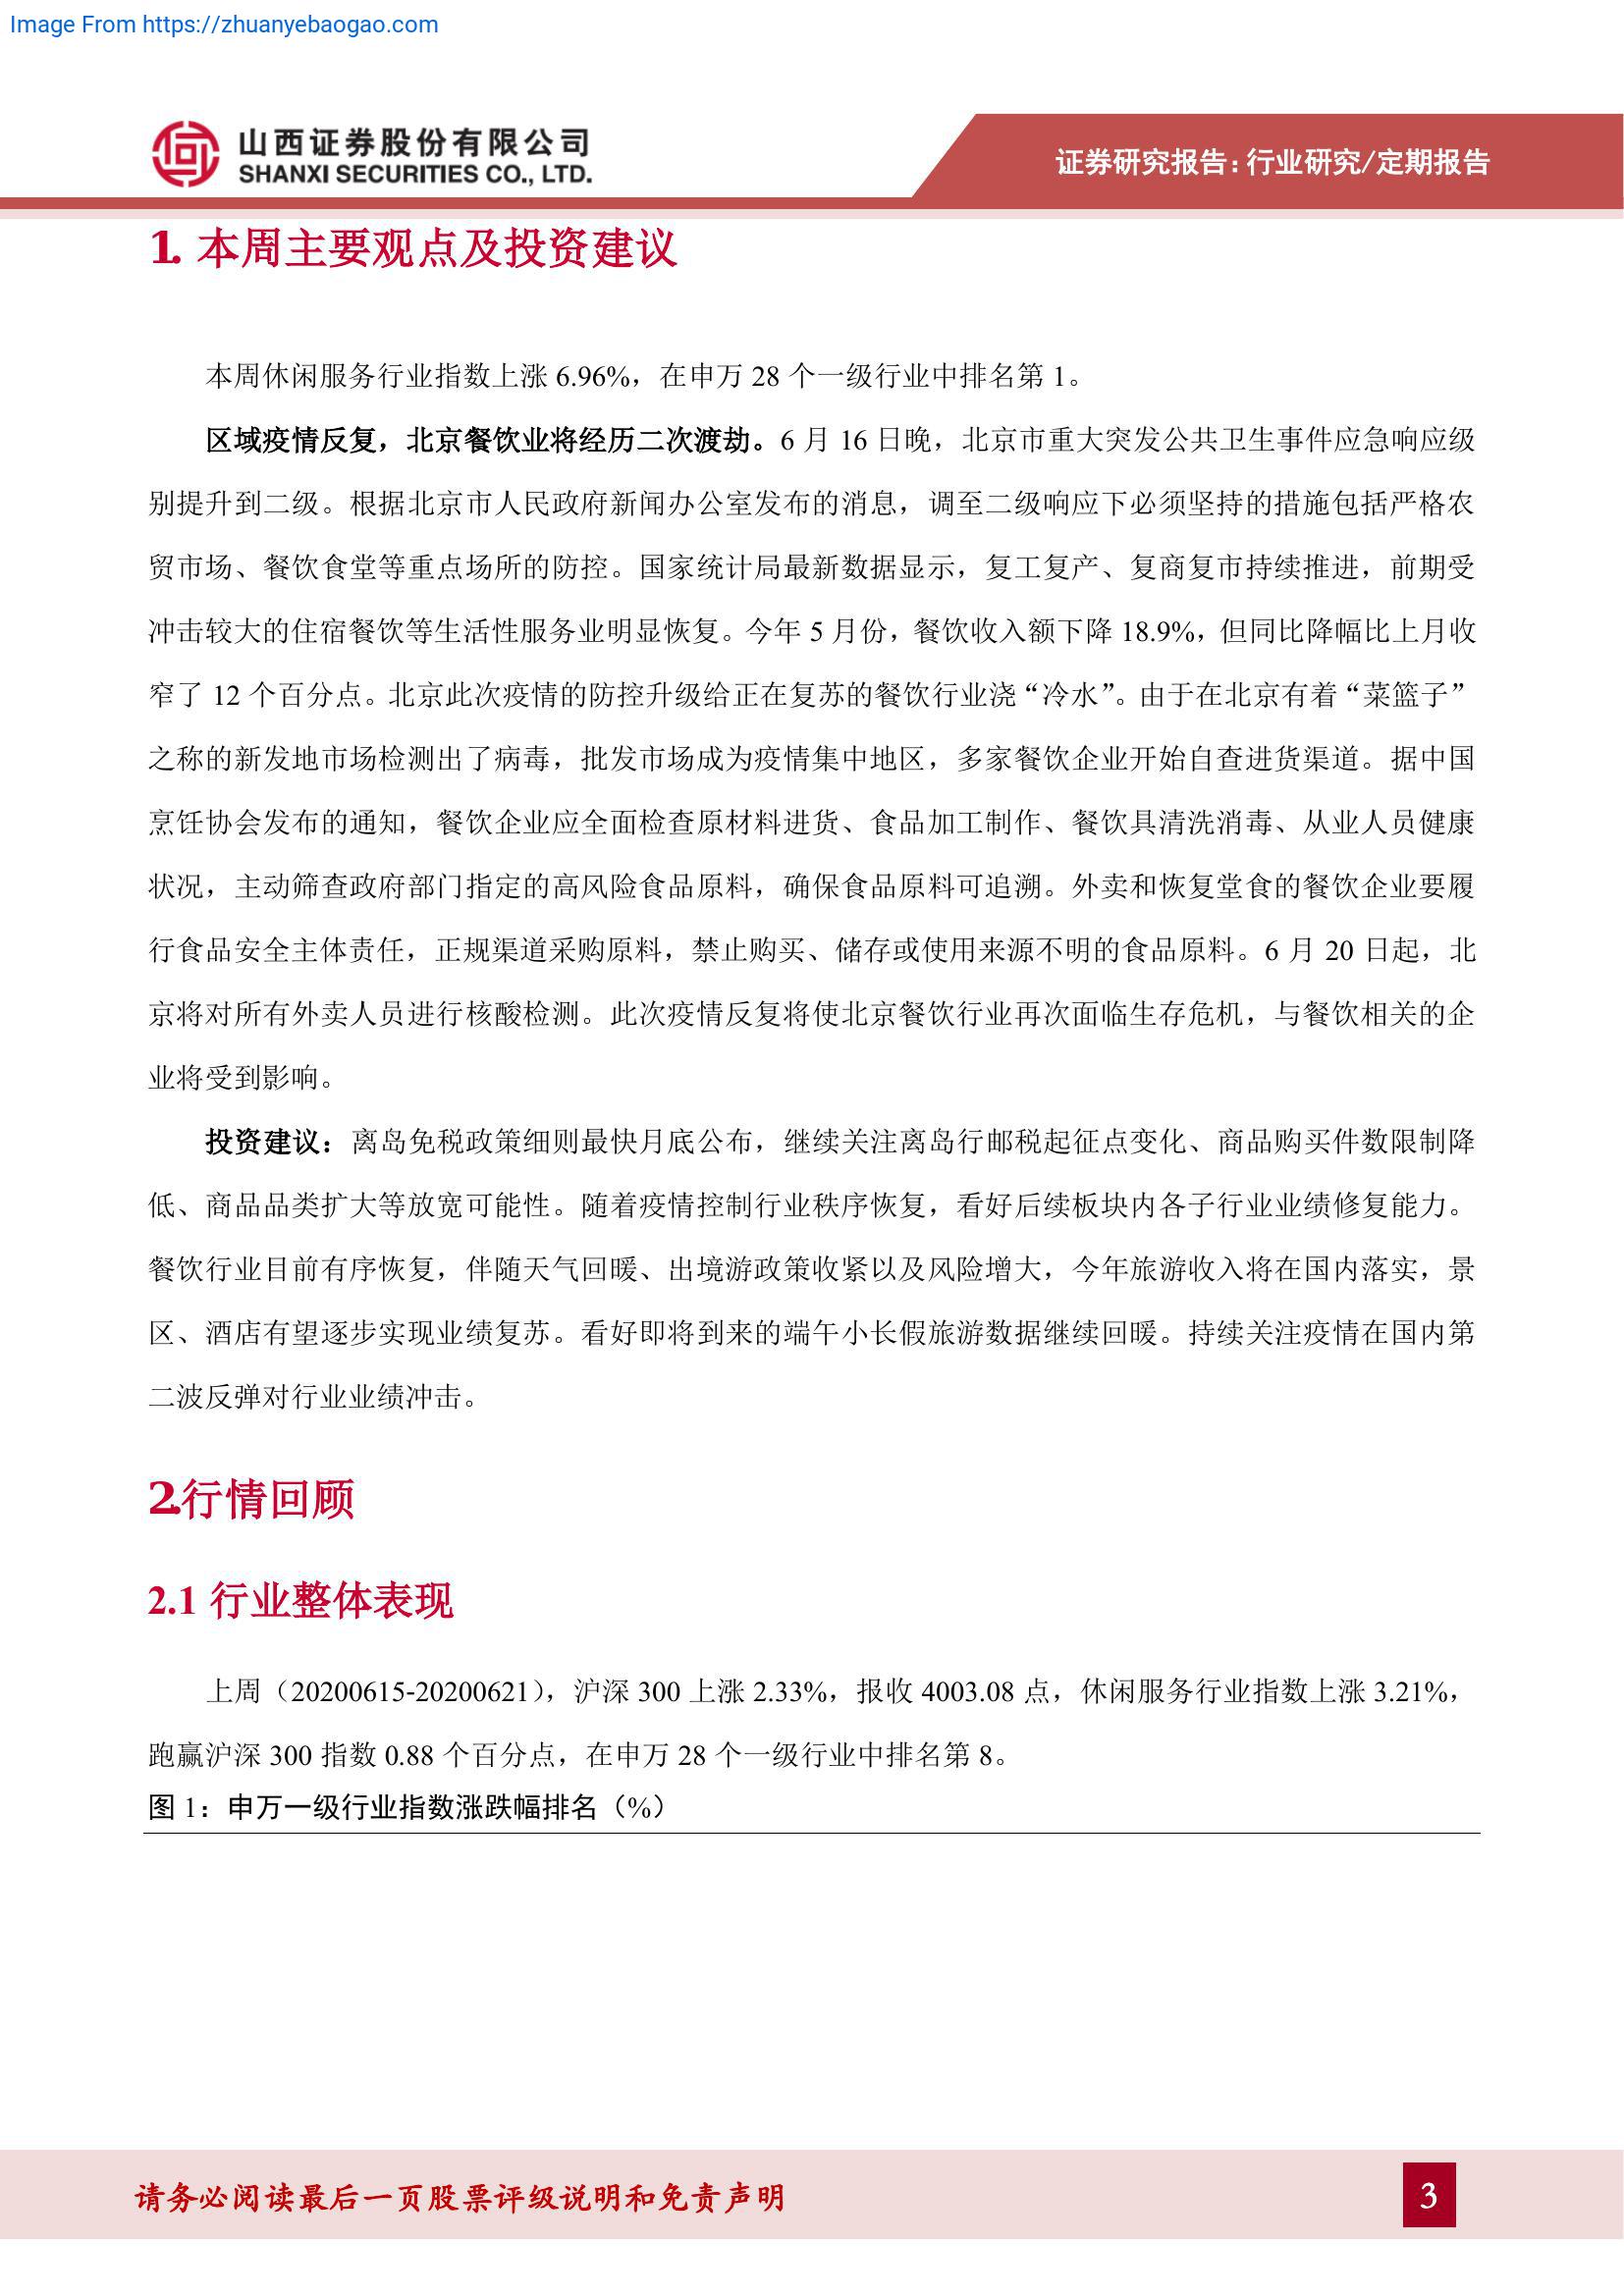 Image From https://zhuanyebaogao.com
山西证券股份有限公司
SHANXI SECURITIES CO., LTD.
证券研究报告:行业研究/定期报告
1. 本周主要观点及投资建议
本周休闲服务行业指数上涨 6.96%，在申万 28 个一级行业中排名第 1。
区域疫情反复，北京餐饮业将经历二次渡劫。6 月 16 日晚，北京市重大突发公共卫生事件应急响应级
别提升到二级。根据北京市人民政府新闻办公室发布的消息，调至二级响应下必须坚持的措施包括严格农
贸市场、餐饮食堂等重点场所的防控。国家统计局最新数据显示，复工复产、复商复市持续推进，前期受
冲击较大的住宿餐饮等生活性服务业明显恢复。今年 5 月份，餐饮收入额下降 18.9%，但同比降幅比上月收
窄了 12 个百分点。北京此次疫情的防控升级给正在复苏的餐饮行业浇“冷水”。由于在北京有着“菜篮子”
之称的新发地市场检测出了病毒，批发市场成为疫情集中地区，多家餐饮企业开始自查进货渠道。据中国
烹饪协会发布的通知，餐饮企业应全面检查原材料进货、食品加工制作、餐饮具清洗消毒、从业人员健康
状况，主动筛查政府部门指定的高风险食品原料，确保食品原料可追溯。外卖和恢复堂食的餐饮企业要履
行食品安全主体责任，正规渠道采购原料，禁止购买、储存或使用来源不明的食品原料。6 月 20 日起，北
京将对所有外卖人员进行核酸检测。此次疫情反复将使北京餐饮行业再次面临生存危机，与餐饮相关的企
业将受到影响。
投资建议：离岛免税政策细则最快月底公布，继续关注离岛行邮税起征点变化、商品购买件数限制降
低、商品品类扩大等放宽可能性。随着疫情控制行业秩序恢复，看好后续板块内各子行业业绩修复能力。
餐饮行业目前有序恢复，伴随天气回暖、出境游政策收紧以及风险增大，今年旅游收入将在国内落实，景
区、酒店有望逐步实现业绩复苏。看好即将到来的端午小长假旅游数据继续回暖。持续关注疫情在国内第
二波反弹对行业业绩冲击。
2.行情回顾
2.1 行业整体表现
上周（20200615-20200621），沪深 300 上涨 2.33%，报收 4003.08 点，休闲服务行业指数上涨 3.21%，
跑赢沪深 300 指数 0.88 个百分点，在申万 28 个一级行业中排名第 8。
图 1：申万一级行业指数涨跌幅排名（%）
请务必阅读最后一页股票评级说明和免责声明
3